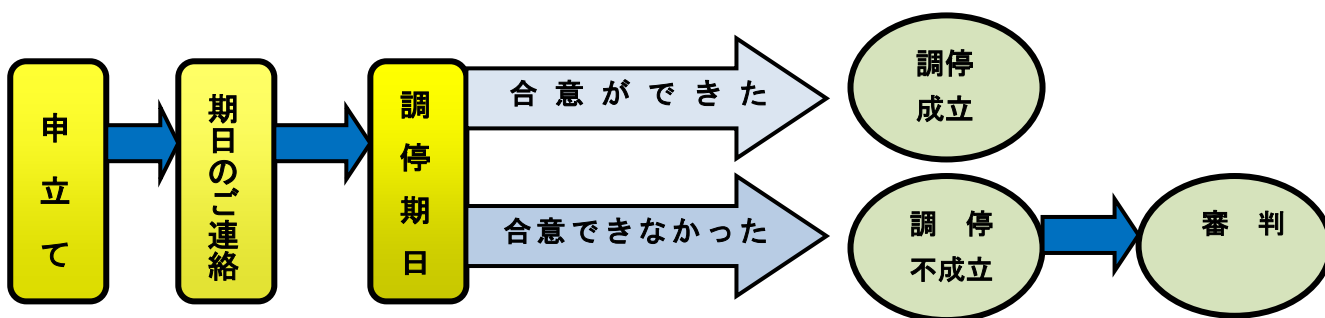 申立て
期日のご連絡
調停期日
合意ができた
調停
成立
合意できなかった
調 停
不成立
審 判